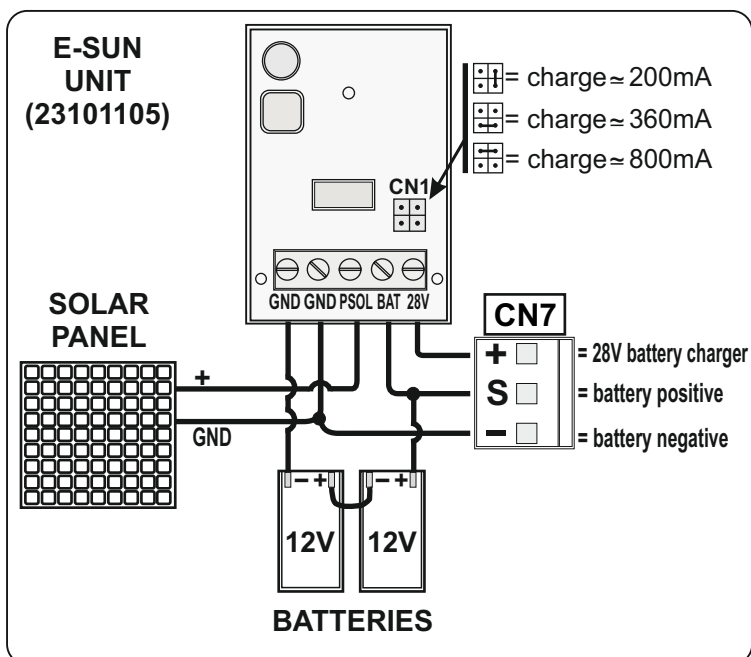 E-SUN
UNIT
(23101105)
= charge ≃ 200mA
= charge ≃ 360mA
= charge ≃ 800mA
CN1
GND GND PSOL BAT 28V
SOLAR
PANEL
+
GND
CN7
+ = 28V battery charger
S = battery positive
− = battery negative
− + − +
12V 12V
BATTERIES